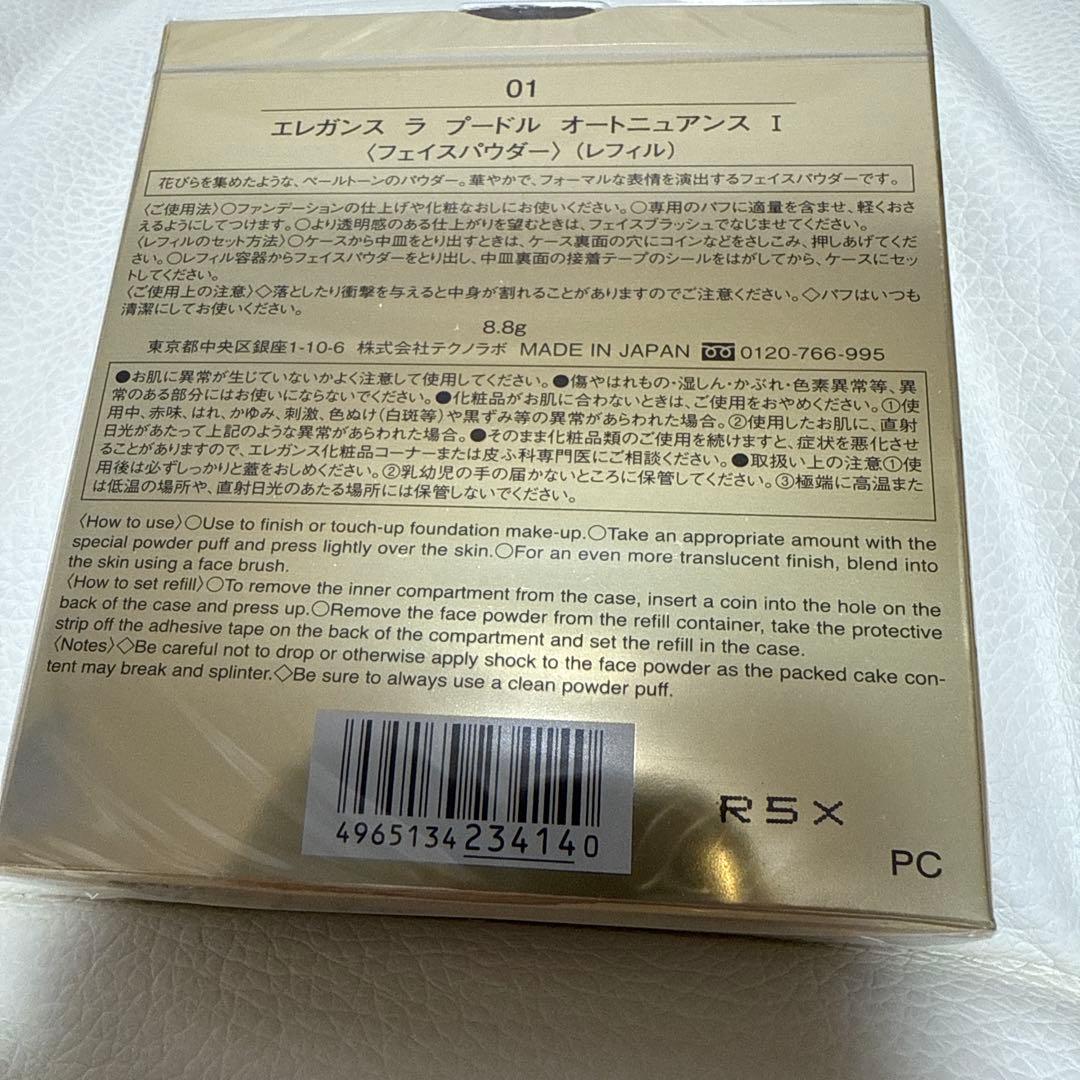 01
エレガンス ラ プードル オートニュアンス I
〈フェイスパウダー〉(レフィル)
花びらを集めたような、ペールトーンのパウダー。華やかで、フォーマルな表情を演出するフェイスパウダーです。
〈ご使用法〉○ファンデーションの仕上げや化粧なおしにお使いください。○専用のパフに適量を含ませ、軽くおさ
えるようにしてつけます。○より透明感のある仕上がりを望むときは、フェイスブラッシュでなじませてください。
〈レフィルのセット方法〉○ケースから中皿をとり出すときは、ケース裏面の穴にコインなどをさしこみ、押しあげてくだ
さい。○レフィル容器からフェイスパウダーをとり出し、中皿裏面の接着テープのシールをはがしてから、ケースにセッ
トしてください。
〈ご使用上の注意〉◇落としたり衝撃を与えると中身が割れることがありますのでご注意ください。◇パフはいつも
清潔にしてお使いください。
8.8g
東京都中央区銀座1-10-6 株式会社テクノラボ MADE IN JAPAN 0120-766-995
●お肌に異常が生じていないかよく注意して使用してください。●傷やはれもの・湿しん・かぶれ・色素異常等、異
常のある部分にはお使いにならないでください。●化粧品がお肌に合わないときは、ご使用をおやめください。①使
用中、赤味、はれ、かゆみ、刺激、色ぬけ(白斑等)や黒ずみ等の異常があらわれた場合。②使用したお肌に、直射
日光があたって上記のような異常があらわれた場合。●そのまま化粧品類のご使用を続けますと、症状を悪化させ
ることがありますので、エレガンス化粧品コーナーまたは皮ふ科専門医にご相談ください。●取扱い上の注意①使
用後は必ずしっかりと蓋をおしめください。②乳幼児の手の届かないところに保管してください。③極端に高温また
は低温の場所や、直射日光のあたる場所には保管しないでください。
〈How to use〉○Use to finish or touch-up foundation make-up.○Take an appropriate amount with the
special powder puff and press lightly over the skin.○For an even more translucent finish, blend into
the skin using a face brush.
〈How to set refill〉○To remove the inner compartment from the case, insert a coin into the hole on the
back of the case and press up.○Remove the face powder from the refill container, take the protective
strip off the adhesive tape on the back of the compartment and set the refill in the case.
〈Notes〉◇Be careful not to drop or otherwise apply shock to the face powder as the packed cake con-
tent may break and splinter.◇Be sure to always use a clean powder puff.
4965134234140
R5X
PC